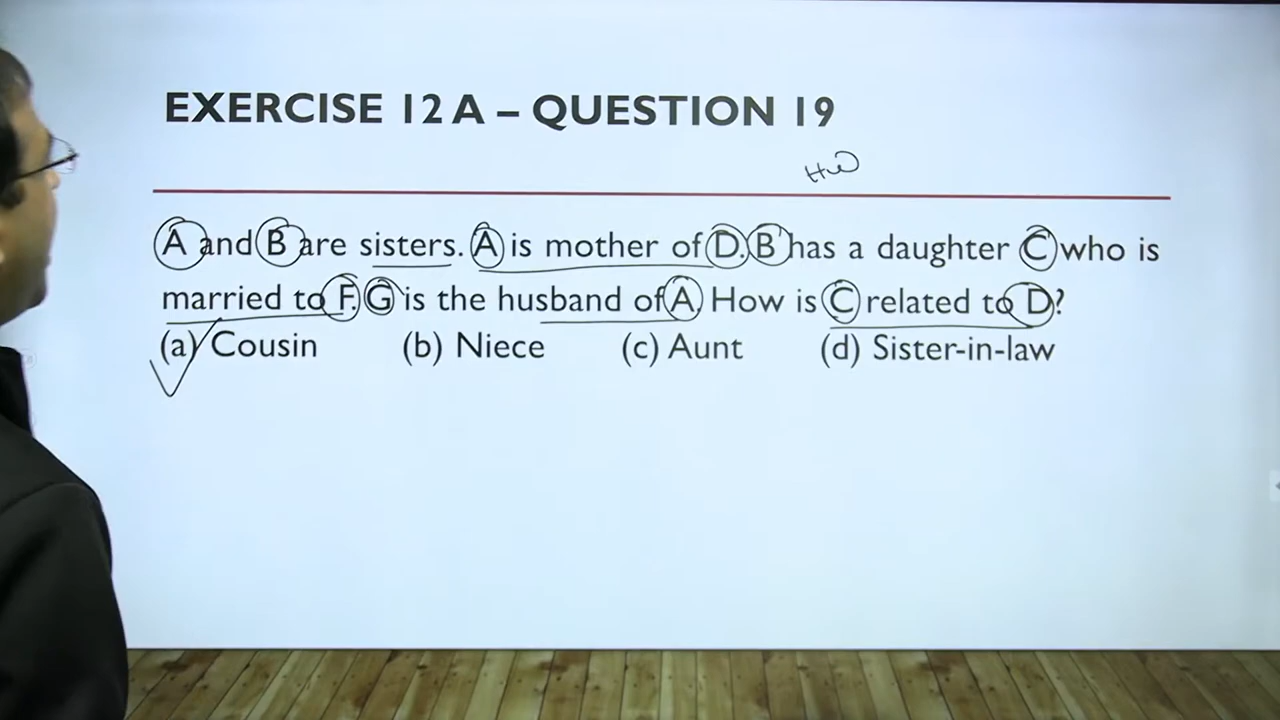 EXERCISE 12 A – QUESTION 19
HW
A and B are sisters. A is mother of D. B has a daughter C who is
married to F. G is the husband of A. How is C related to D?
(a) Cousin (b) Niece (c) Aunt (d) Sister-in-law